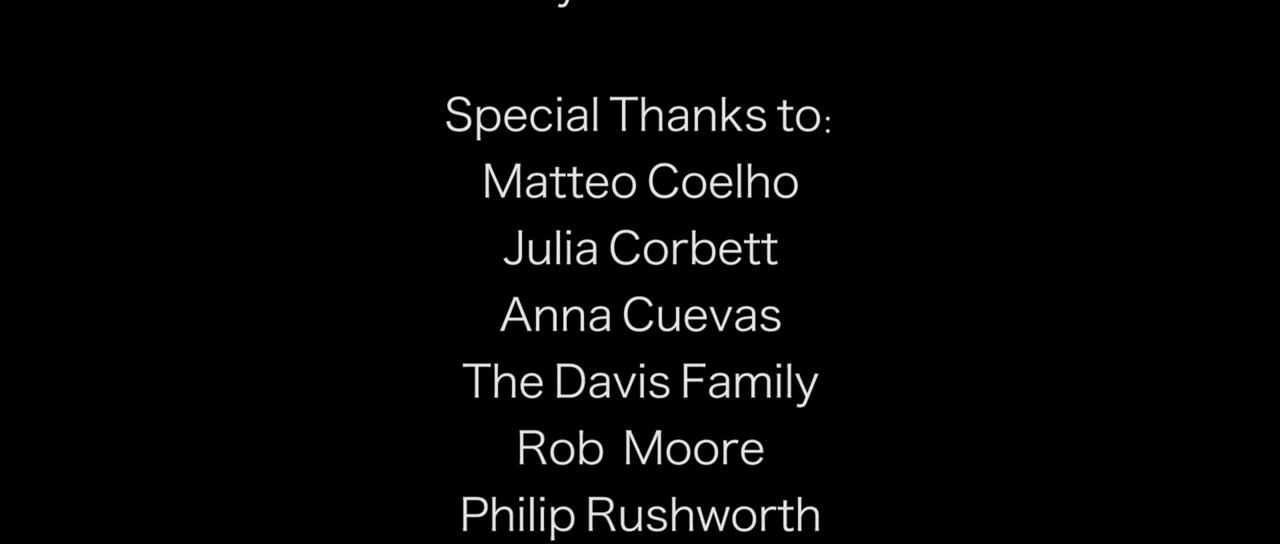 Special Thanks to:
Matteo Coelho
Julia Corbett
Anna Cuevas
The Davis Family
Rob  Moore
Philip Rushworth